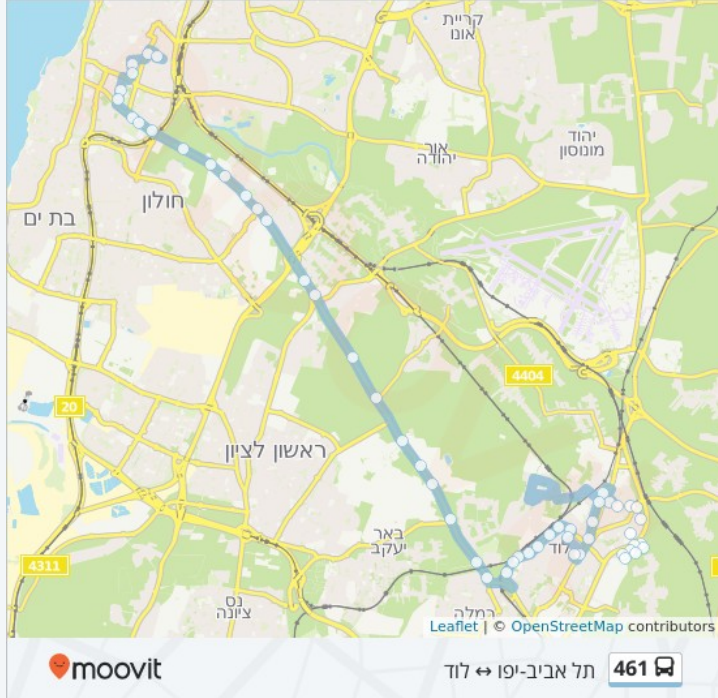 קריית
אונו
אור
יהודה
יהוד
מונוסון
חולון
בת ים
4404
20
ראשון לציון
באר
יעקב
לוד
4311
נס
ציונה
רמלה
Leaflet | © OpenStreetMap contributors
moovit
תל אביב-יפו ↔ לוד
461